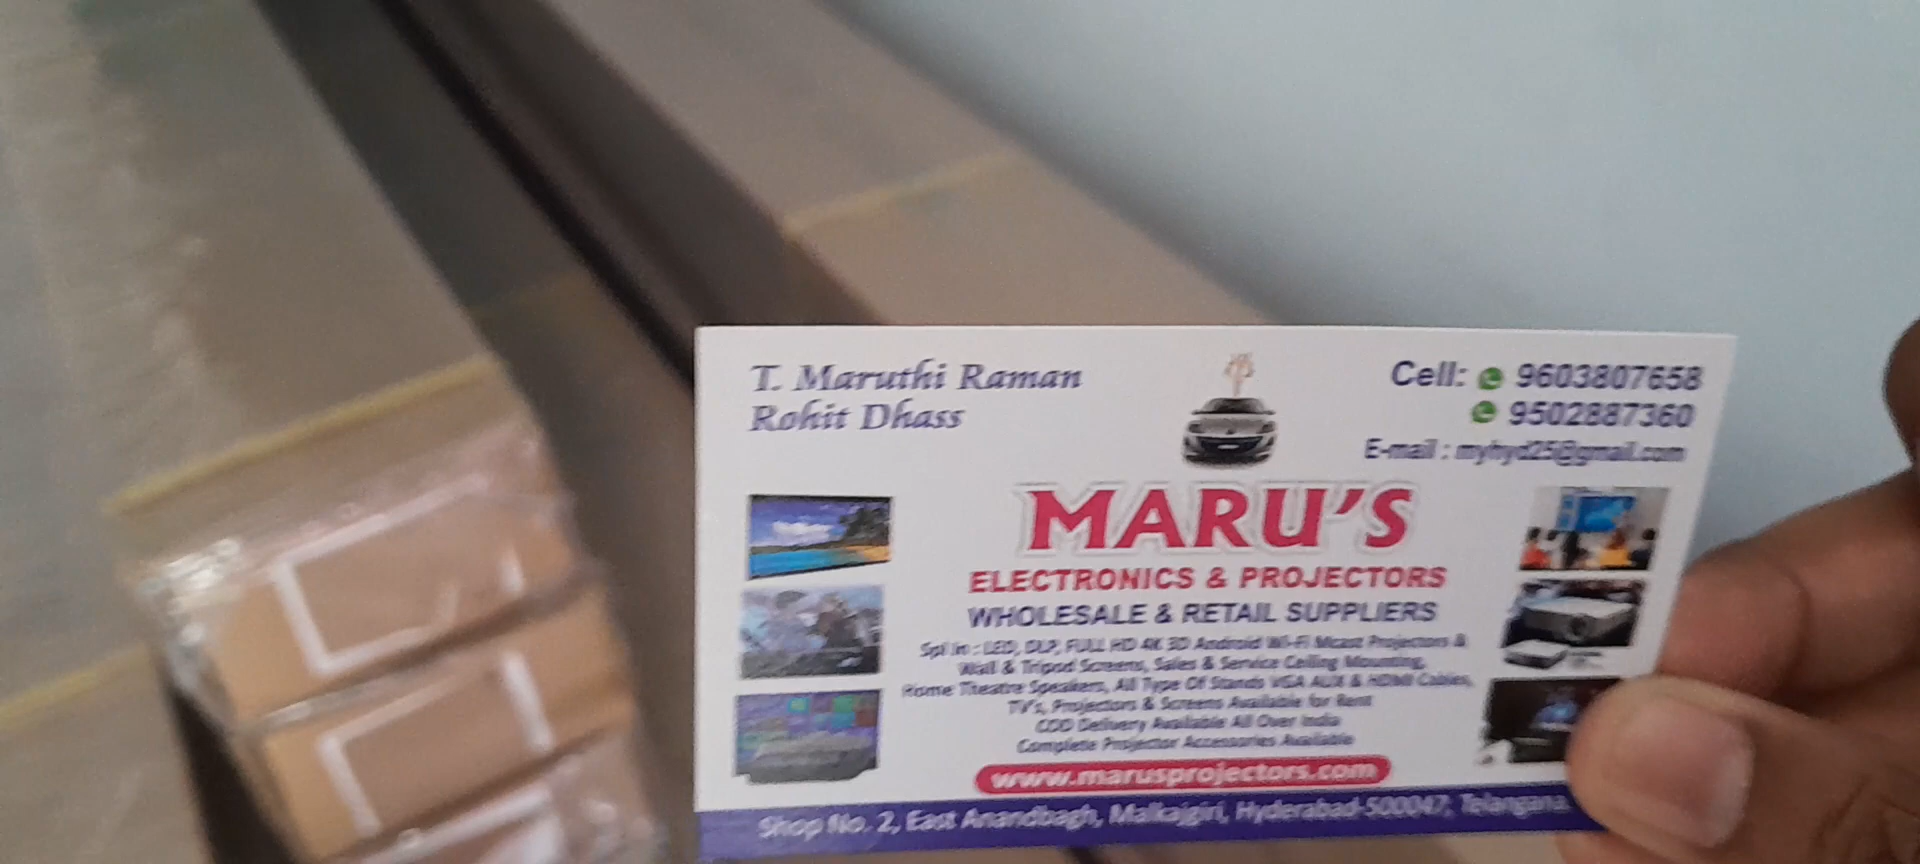 T. Maruthi Raman
Rohit Dhass
Cell: 9603807658
9502887360
E-mail : myhyd25@gmail.com
MARU'S
ELECTRONICS & PROJECTORS
WHOLESALE & RETAIL SUPPLIERS
Spl in : LED, DLP, FULL HD 4K 3D Android Wi-Fi Mcast Projectors &
Wall & Tripod Screens, Sales & Service Ceiling Mounting,
Home Theatre Speakers, All Type Of Stands VGA AUX & HDMI Cables,
TV's, Projectors & Screens Available for Rent
COD Delivery Available All Over India
Complete Projector Accessories Available
www.marusprojectors.com
Shop No. 2, East Anandbagh, Malkajgiri, Hyderabad-500047, Telangana.